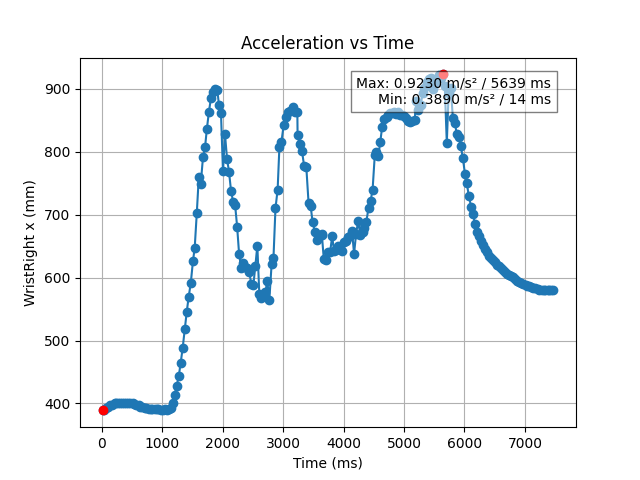 Acceleration vs Time
Max: 0.9230 m/s² / 5639 ms
Min: 0.3890 m/s² / 14 ms
WristRight x (mm)
900
800
700
600
500
400
0 1000 2000 3000 4000 5000 6000 7000
Time (ms)